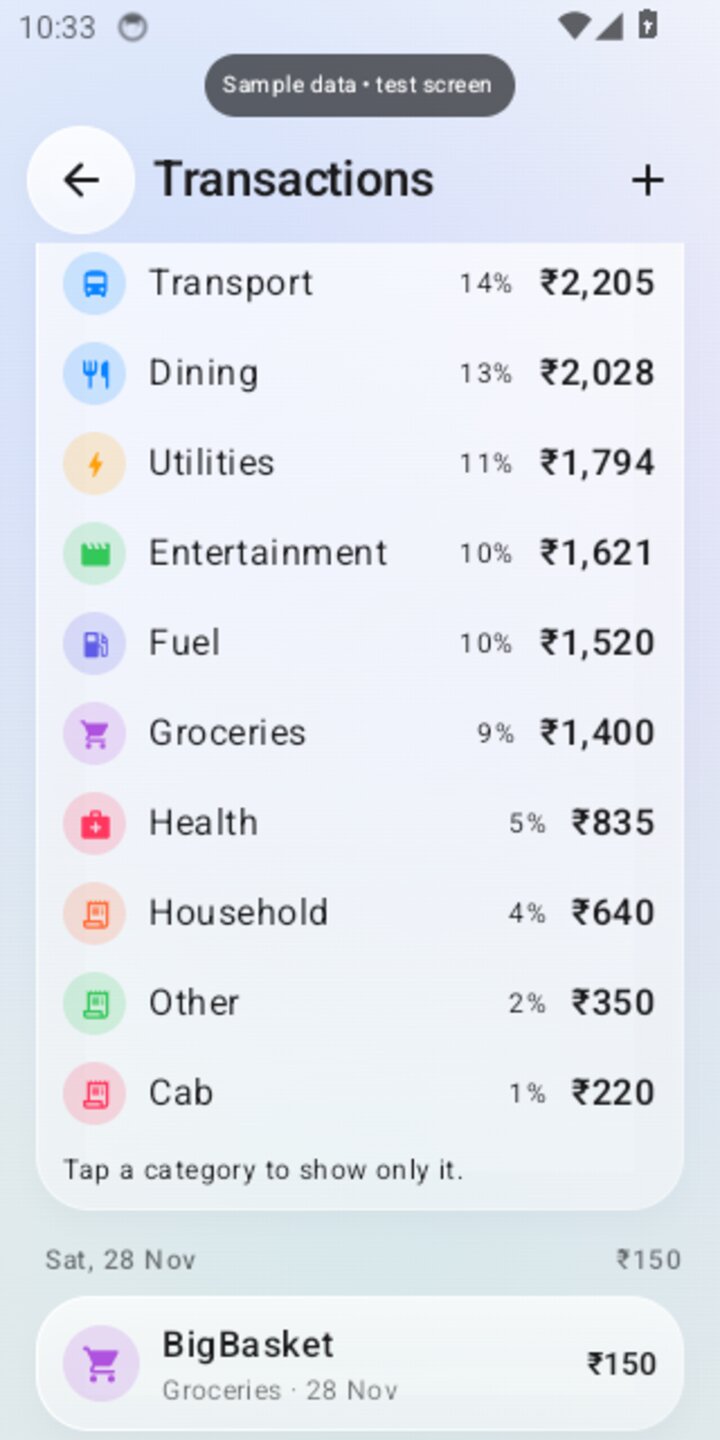 10:33
Sample data • test screen
Transactions
Transport 14% ₹2,205
Dining 13% ₹2,028
Utilities 11% ₹1,794
Entertainment 10% ₹1,621
Fuel 10% ₹1,520
Groceries 9% ₹1,400
Health 5% ₹835
Household 4% ₹640
Other 2% ₹350
Cab 1% ₹220
Tap a category to show only it.
Sat, 28 Nov ₹150
BigBasket ₹150
Groceries · 28 Nov